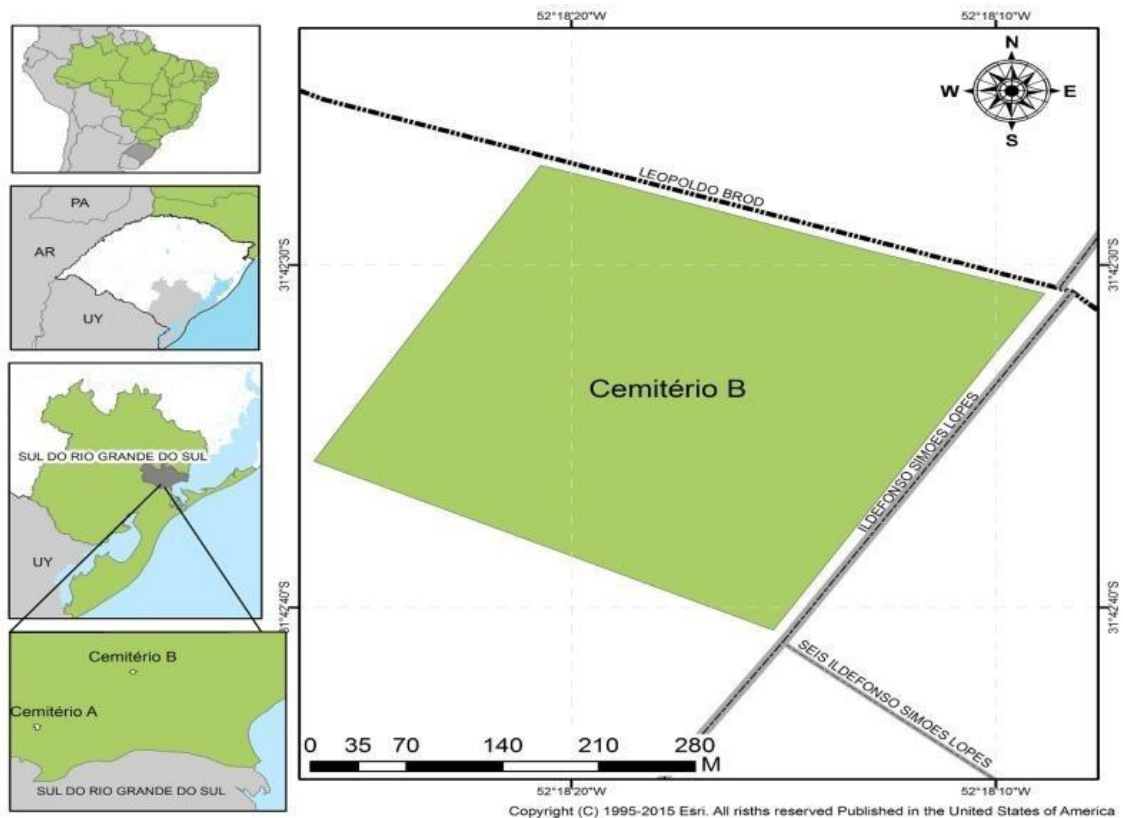 52°18'20"W
52°18'10"W
N
W
E
S
LEOPOLDO BROD
31°42'30"S
31°42'30"S
Cemitério B
ILDEFONSO SIMOES LOPES
31°42'40"S
31°42'40"S
SEIS ILDEFONSO SIMOES LOPES
0 35 70 140 210 280
M
52°18'20"W
52°18'10"W
PA
AR
UY
SUL DO RIO GRANDE DO SUL
UY
Cemitério B
Cemitério A
SUL DO RIO GRANDE DO SUL
Copyright (C) 1995-2015 Esri. All risths reserved Published in the United States of America